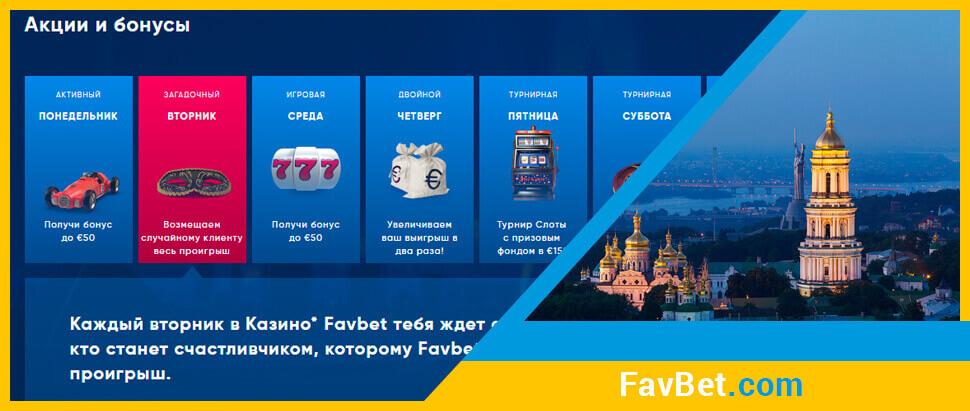 Акции и бонусы
АКТИВНЫЙ
ПОНЕДЕЛЬНИК
Получи бонус
до €50
ЗАГАДОЧНЫЙ
ВТОРНИК
Возмещаем
случайному клиенту
весь проигрыш
ИГРОВАЯ
СРЕДА
777
Получи бонус
до €50
ДВОЙНОЙ
ЧЕТВЕРГ
€ €
Увеличиваем
ваш выигрыш в
два раза!
ТУРНИРНАЯ
ПЯТНИЦА
Турнир Слоты
с призовым
фондом в
ТУРНИРНАЯ
СУББОТА
Каждый вторник в Казино* Favbet тебя ждет
кто станет счастливчиком, которому Favbet
проигрыш.
FavBet.com